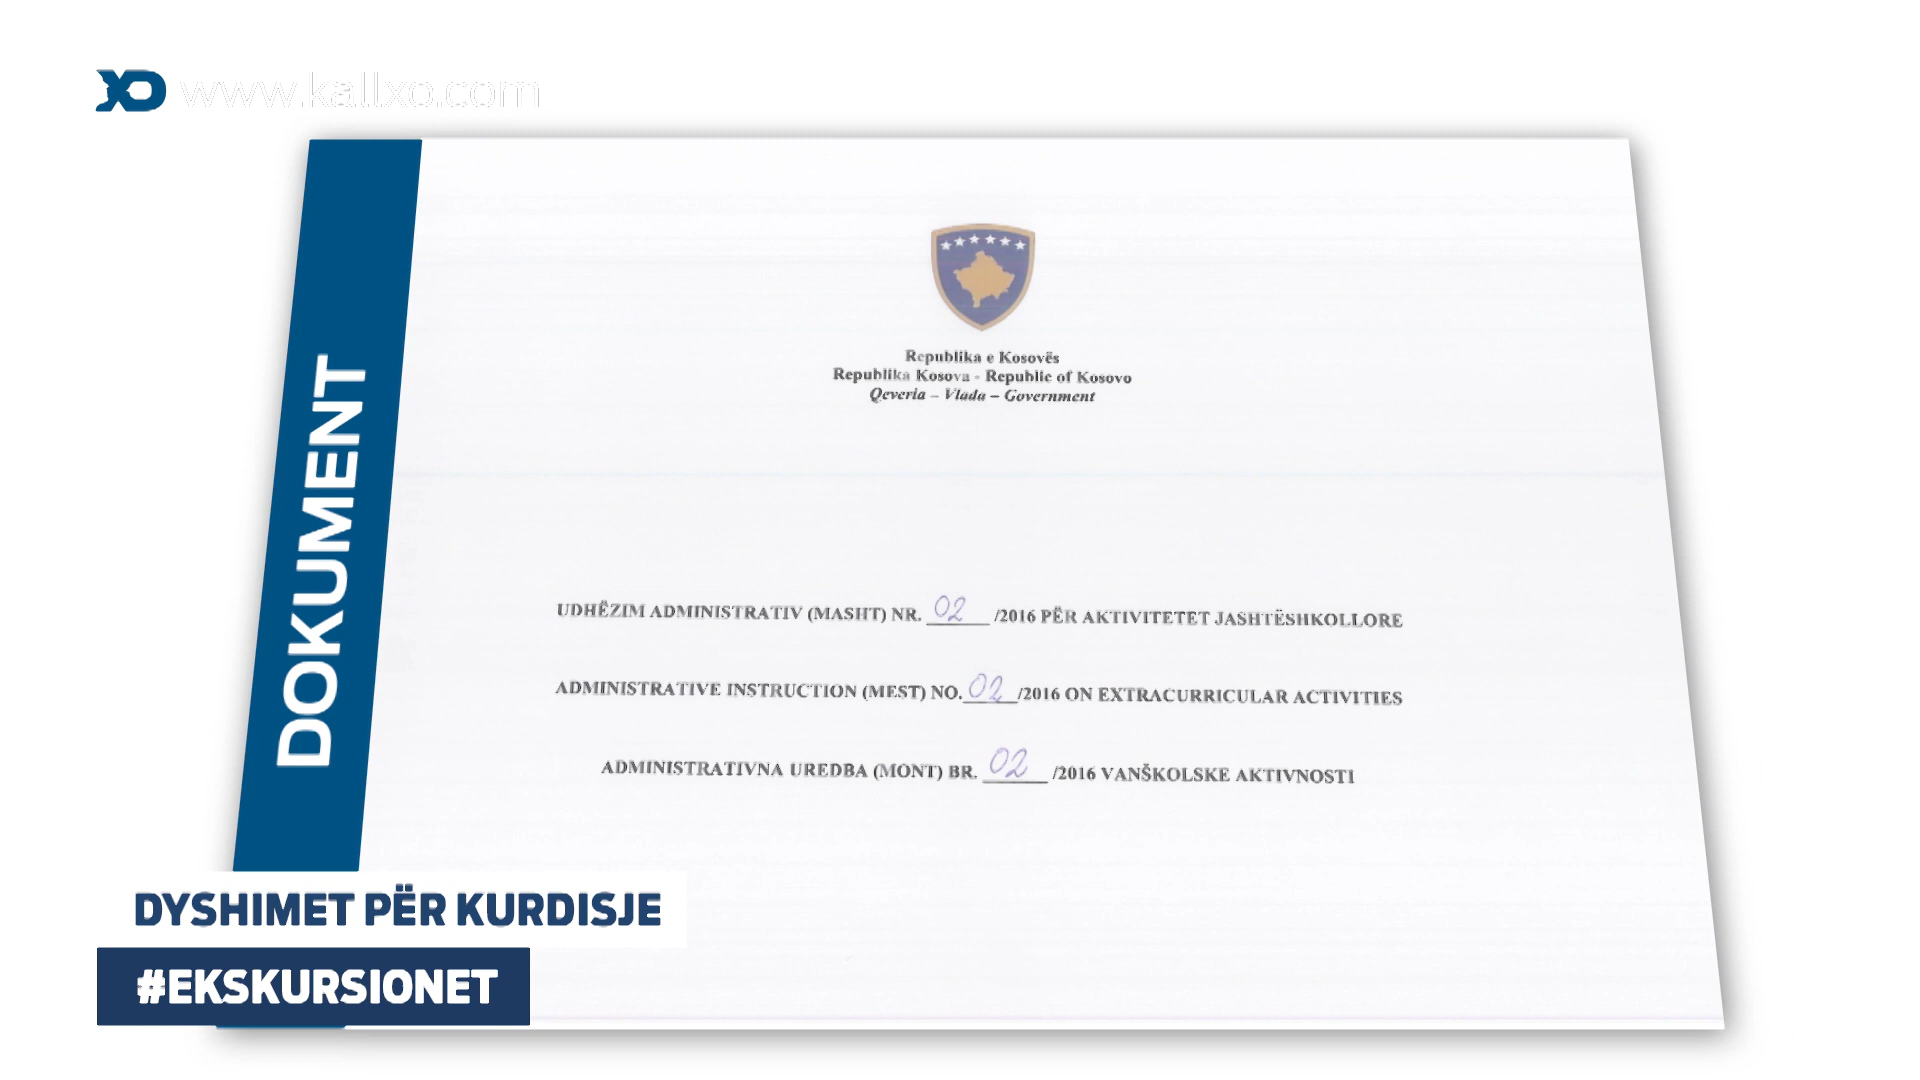 XO www.kallxo.com
DOKUMENT
Republika e Kosovës
Republika Kosova - Republic of Kosovo
Qeveria – Vlada – Government
UDHËZIM ADMINISTRATIV (MASHT) NR. 02 /2016 PËR AKTIVITETET JASHTËSHKOLLORE
ADMINISTRATIVE INSTRUCTION (MEST) NO. 02 /2016 ON EXTRACURRICULAR ACTIVITIES
ADMINISTRATIVNA UREDBA (MONT) BR. 02 /2016 VANŠKOLSKE AKTIVNOSTI
DYSHIMET PËR KURDISJE
#EKSKURSIONET